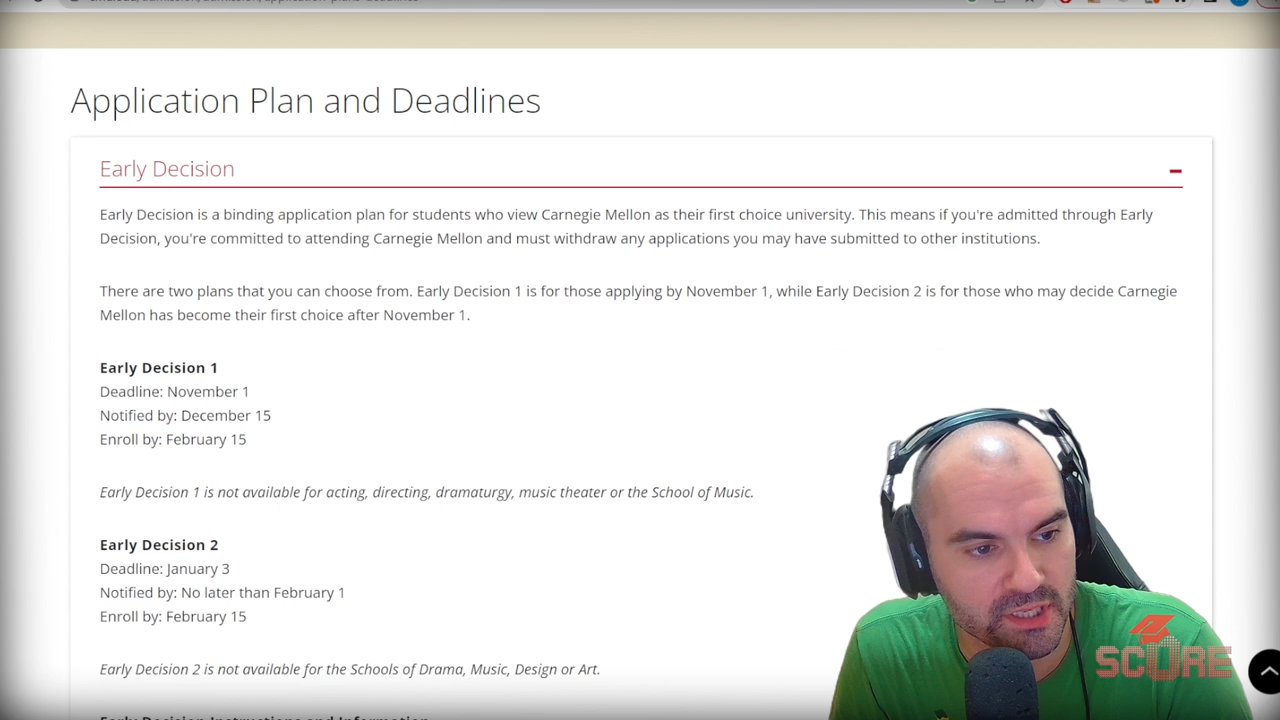 Application Plan and Deadlines
Early Decision
Early Decision is a binding application plan for students who view Carnegie Mellon as their first choice university. This means if you're admitted through Early
Decision, you're committed to attending Carnegie Mellon and must withdraw any applications you may have submitted to other institutions.
There are two plans that you can choose from. Early Decision 1 is for those applying by November 1, while Early Decision 2 is for those who may decide Carnegie
Mellon has become their first choice after November 1.
Early Decision 1
Deadline: November 1
Notified by: December 15
Enroll by: February 15
Early Decision 1 is not available for acting, directing, dramaturgy, music theater or the School of Music.
Early Decision 2
Deadline: January 3
Notified by: No later than February 1
Enroll by: February 15
Early Decision 2 is not available for the Schools of Drama, Music, Design or Art.
Early Decision Instructions and Information
SCORE